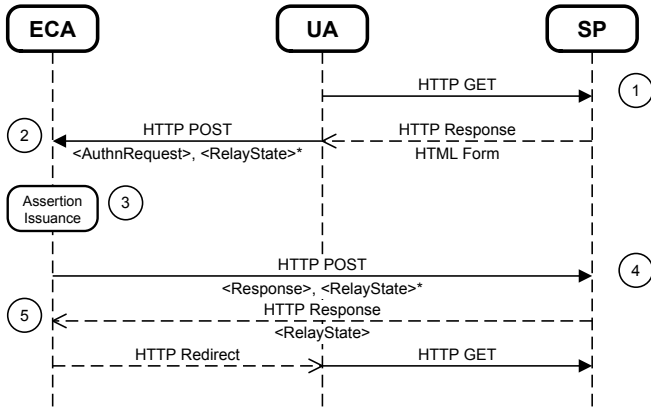 ECA
UA
SP
HTTP GET
1
2
HTTP POST
HTTP Response
<AuthnRequest>, <RelayState>*
HTML Form
Assertion
Issuance
3
HTTP POST
4
<Response>, <RelayState>*
5
HTTP Response
<RelayState>
HTTP Redirect
HTTP GET